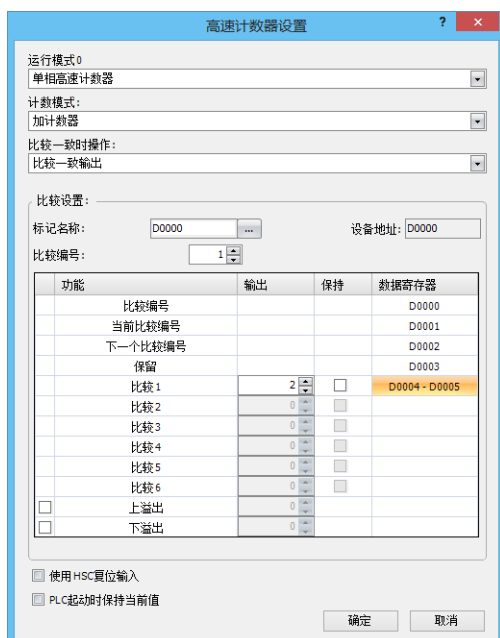 高速计数器设置 ? ×
运行模式0
单相高速计数器
计数模式:
加计数器
比较一致时操作:
比较一致输出
比较设置:
标记名称: D0000 ... 设备地址: D0000
比较编号: 1
功能 输出 保持 数据寄存器
比较编号 D0000
当前比较编号 D0001
下一个比较编号 D0002
保留 D0003
比较1 2 D0004 - D0005
比较2 0
比较3 0
比较4 0
比较5 0
比较6 0
上溢出 0
下溢出 0
使用HSC复位输入
PLC起动时保持当前值
确定 取消